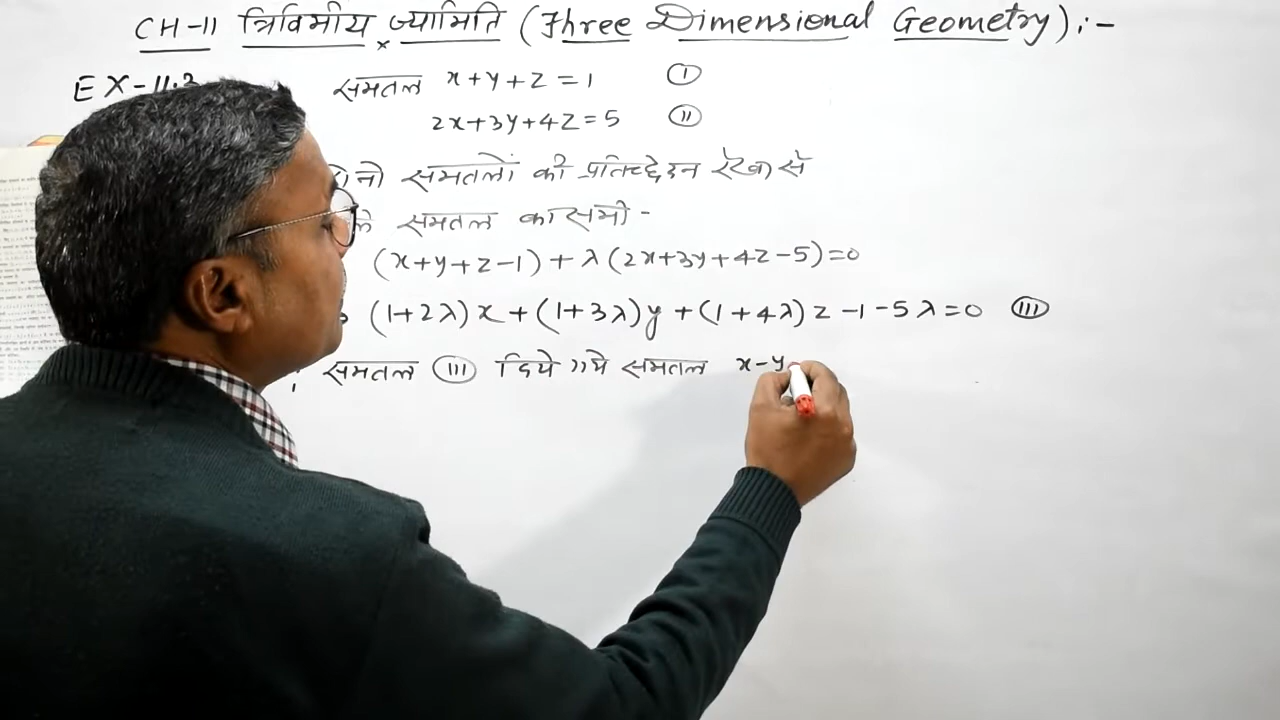 CH-11 त्रिविमीय ज्यामिति (Three Dimensional Geometry):-
EX-11.3
समतल x+y+z=1 (I)
2x+3y+4z=5 (II)
समतलों की प्रतिच्छेदन रेखा से
समतल का समी-
(x+y+z-1)+λ(2x+3y+4z-5)=0
(1+2λ)x+(1+3λ)y+(1+4λ)z-1-5λ=0 (III)
समतल (III) दिये गये समतल x-y